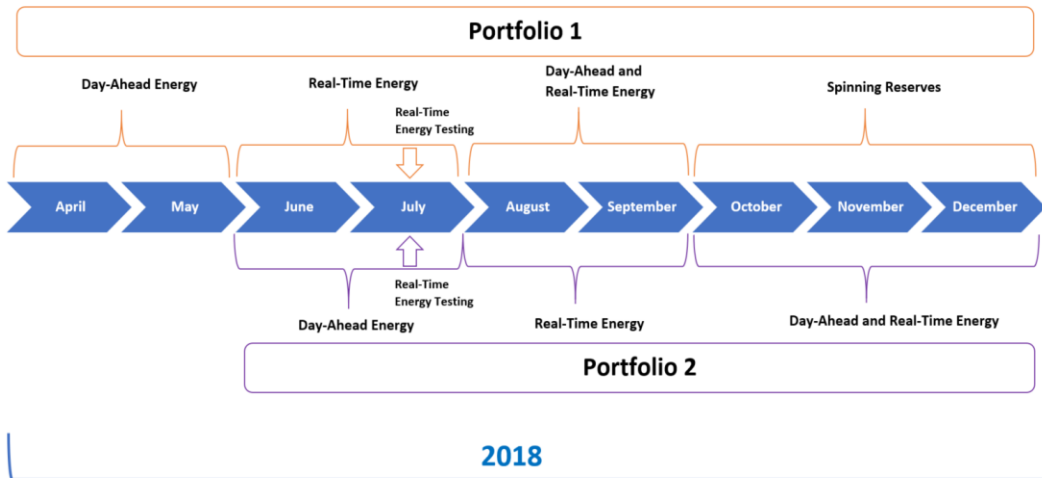 Portfolio 1
Day-Ahead Energy
Real-Time Energy
Day-Ahead and
Real-Time Energy
Spinning Reserves
Real-Time
Energy Testing
April
May
June
July
August
September
October
November
December
Real-Time
Energy Testing
Day-Ahead Energy
Real-Time Energy
Day-Ahead and Real-Time Energy
Portfolio 2
2018